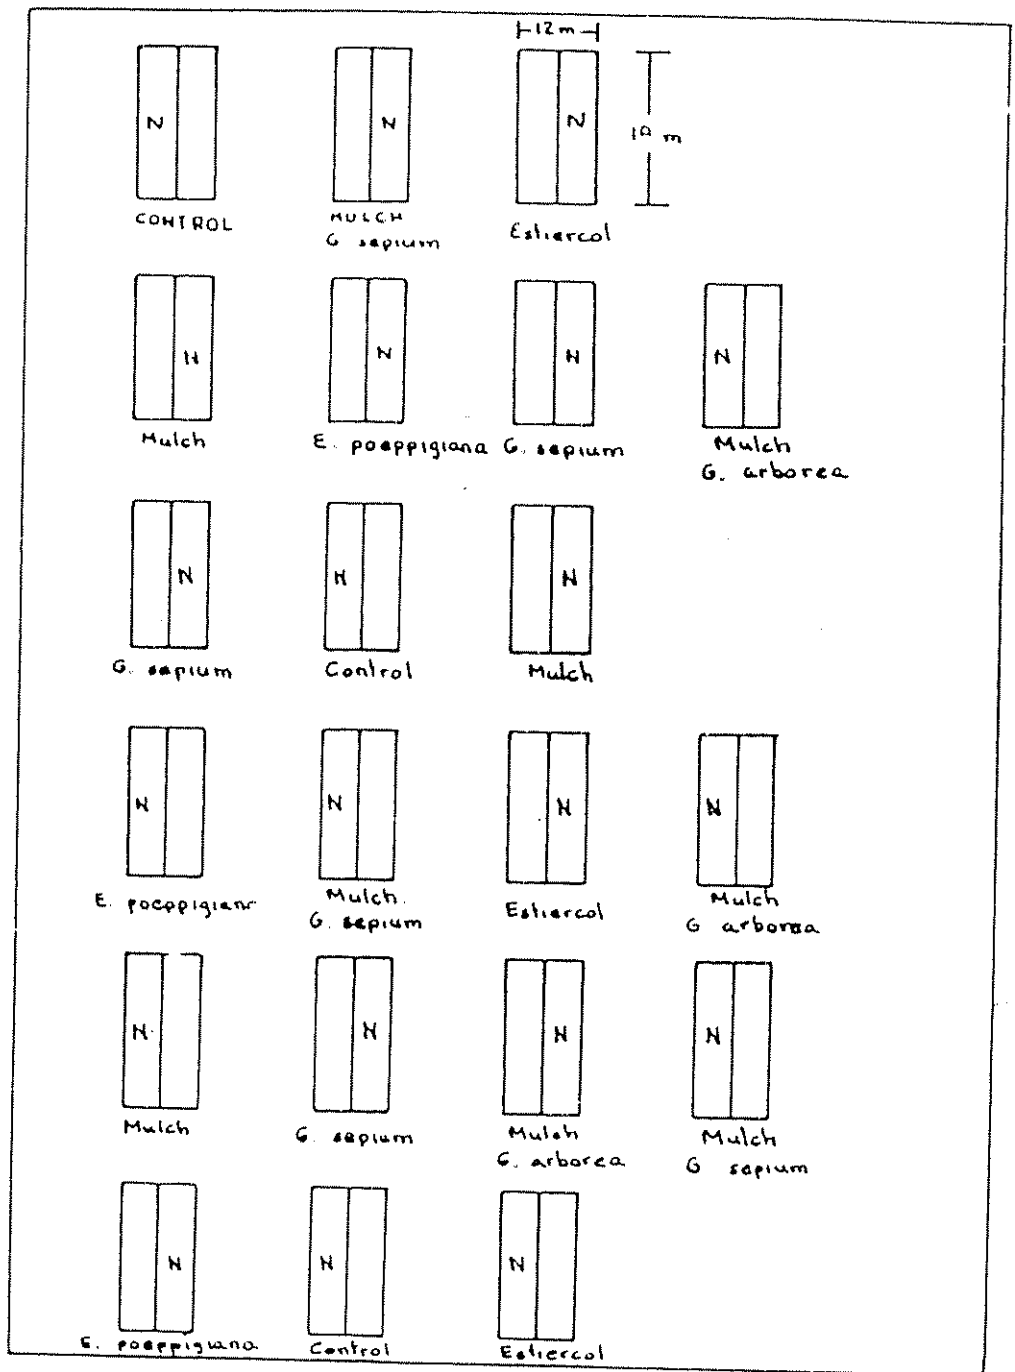 12 m
N
N
N
m
CONTROL
MULCH
G sepium
Estiercol
N
N
N
N
Mulch
E. poeppigiana
G. sepium
Mulch
G. arborea
N
N
N
G. sepium
Control
Mulch
N
N
N
N
E. poeppigiana
Mulch.
G. sepium
Estiercol
Mulch
G arborea
N
N
N
N
Mulch
G. sepium
Mulch
G. arborea
Mulch
G sepium
N
N
N
E. poeppigiana
Control
Estiercol